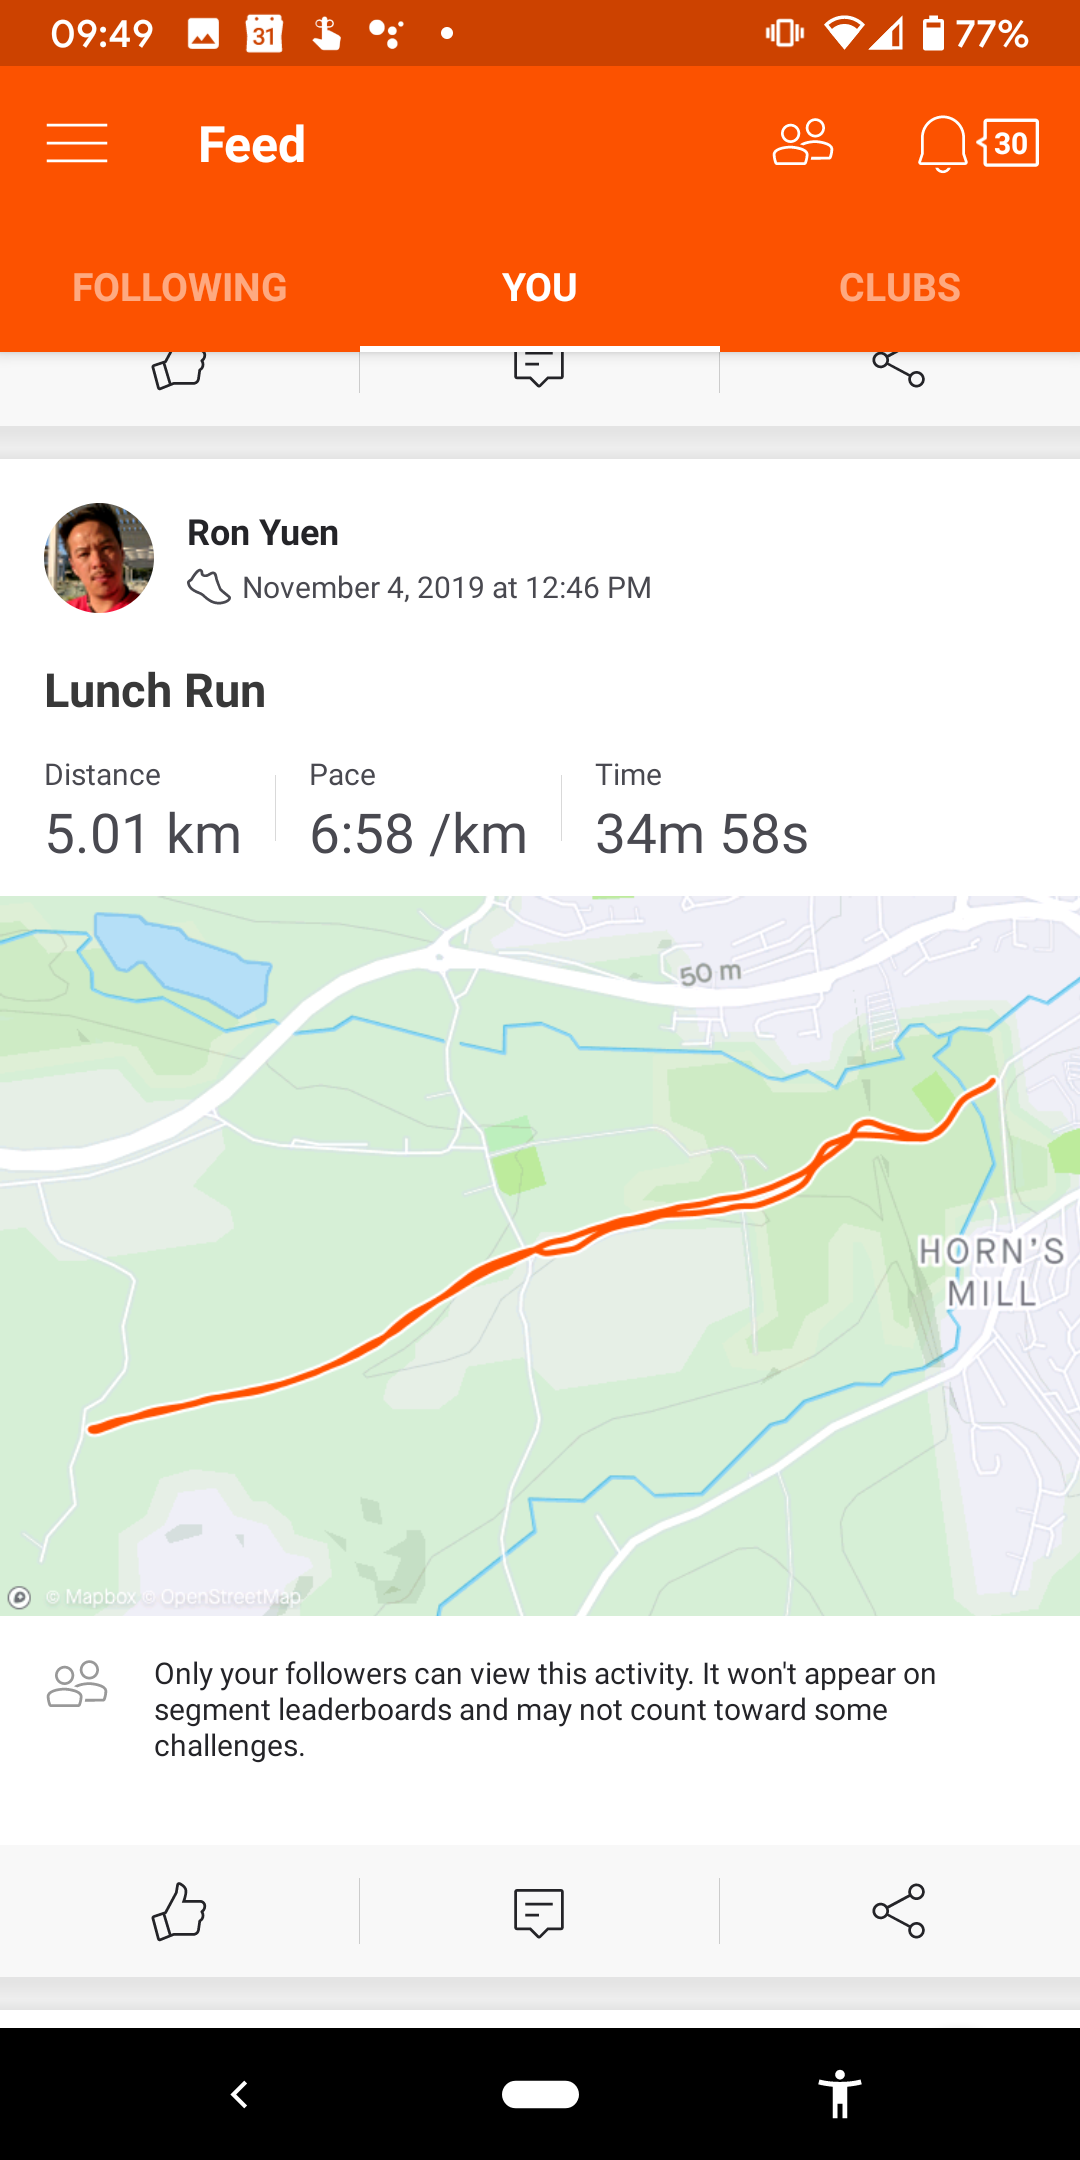 09:49
31
77%
Feed
30
FOLLOWING
YOU
CLUBS
Ron Yuen
November 4, 2019 at 12:46 PM
Lunch Run
Distance
Pace
Time
5.01 km
6:58 /km
34m 58s
50 m
HORN'S
MILL
© Mapbox © OpenStreetMap
Only your followers can view this activity. It won't appear on
segment leaderboards and may not count toward some
challenges.